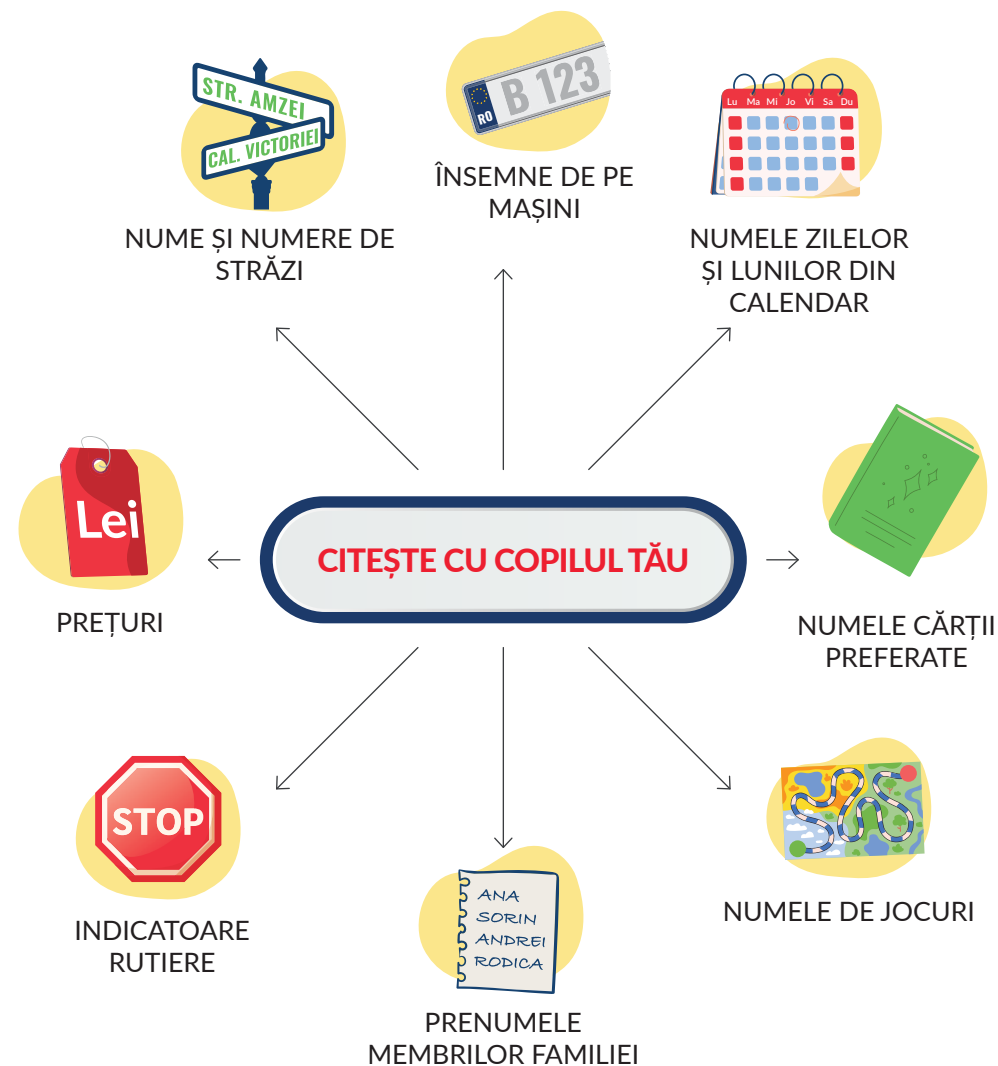 STR. AMZEI
CAL. VICTORIEI
NUME ȘI NUMERE DE
STRĂZI
RO
B 123
ÎNSEMNE DE PE
MAȘINI
Lu Ma Mi Jo Vi Sa Du
NUMELE ZILELOR
ȘI LUNILOR DIN
CALENDAR
Lei
PREȚURI
CITEȘTE CU COPILUL TĂU
NUMELE CĂRȚII
PREFERATE
STOP
INDICATOARE
RUTIERE
ANA
SORIN
ANDREI
RODICA
PRENUMELE
MEMBRILOR FAMILIEI
NUMELE DE JOCURI